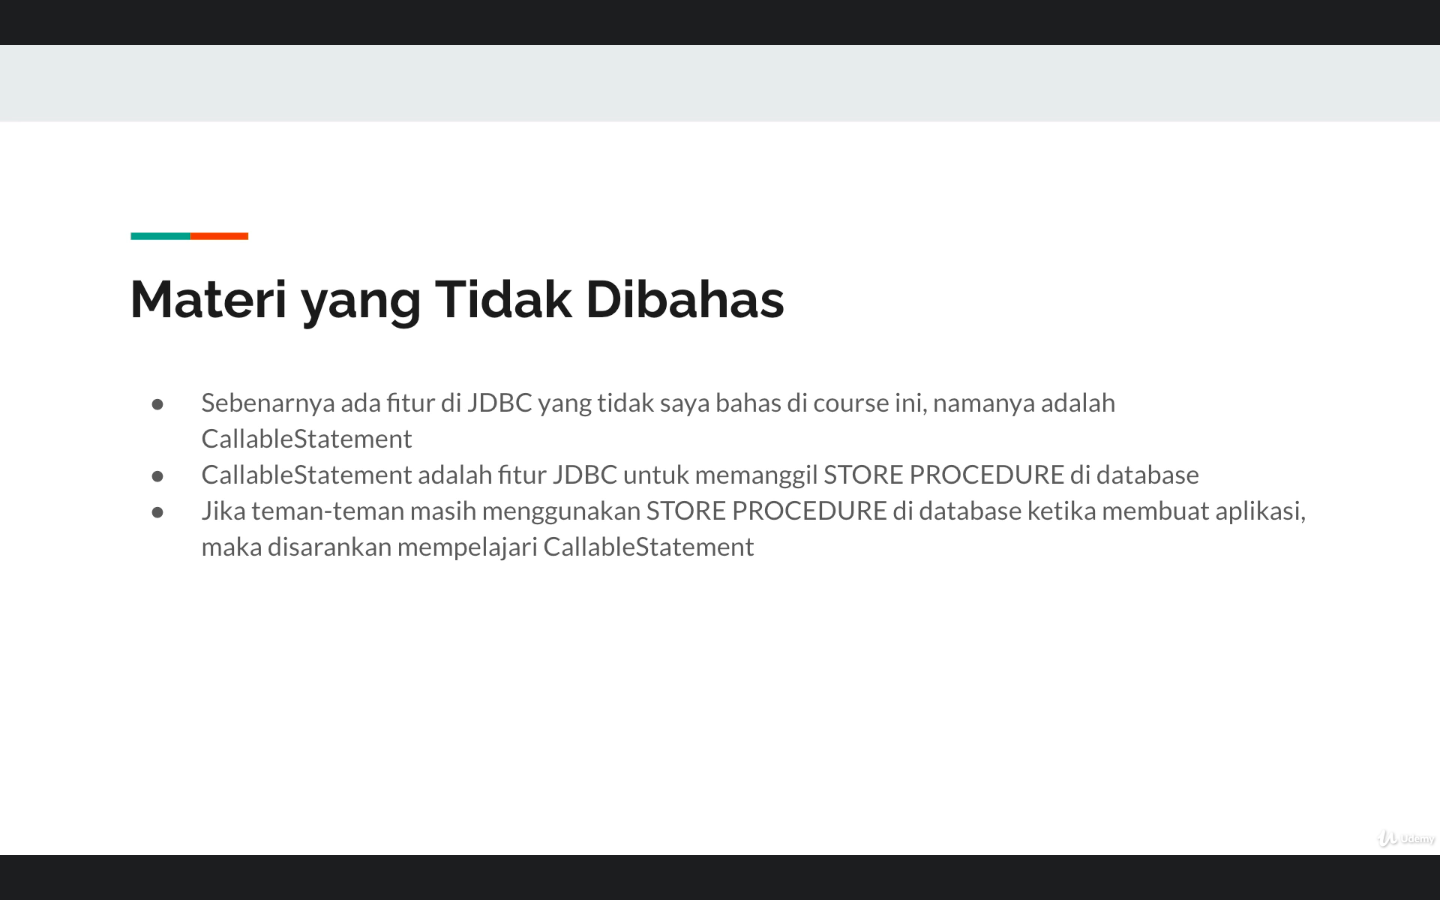 Materi yang Tidak Dibahas
● Sebenarnya ada fitur di JDBC yang tidak saya bahas di course ini, namanya adalah
CallableStatement
● CallableStatement adalah fitur JDBC untuk memanggil STORE PROCEDURE di database
● Jika teman-teman masih menggunakan STORE PROCEDURE di database ketika membuat aplikasi,
maka disarankan mempelajari CallableStatement
Udemy